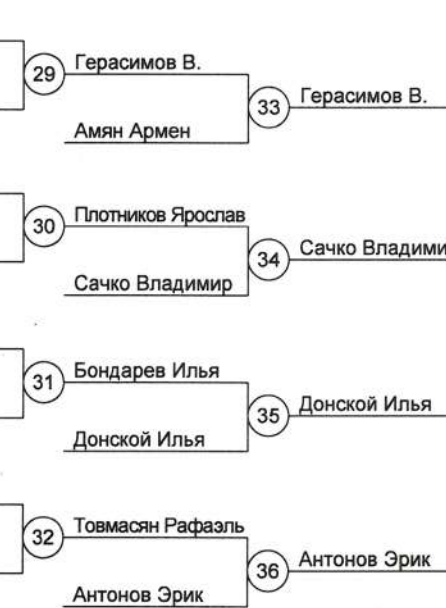 29
Герасимов В.
33
Герасимов В.
Амян Армен
30
Плотников Ярослав
34
Сачко Владими
Сачко Владимир
31
Бондарев Илья
35
Донской Илья
Донской Илья
32
Товмасян Рафаэль
36
Антонов Эрик
Антонов Эрик